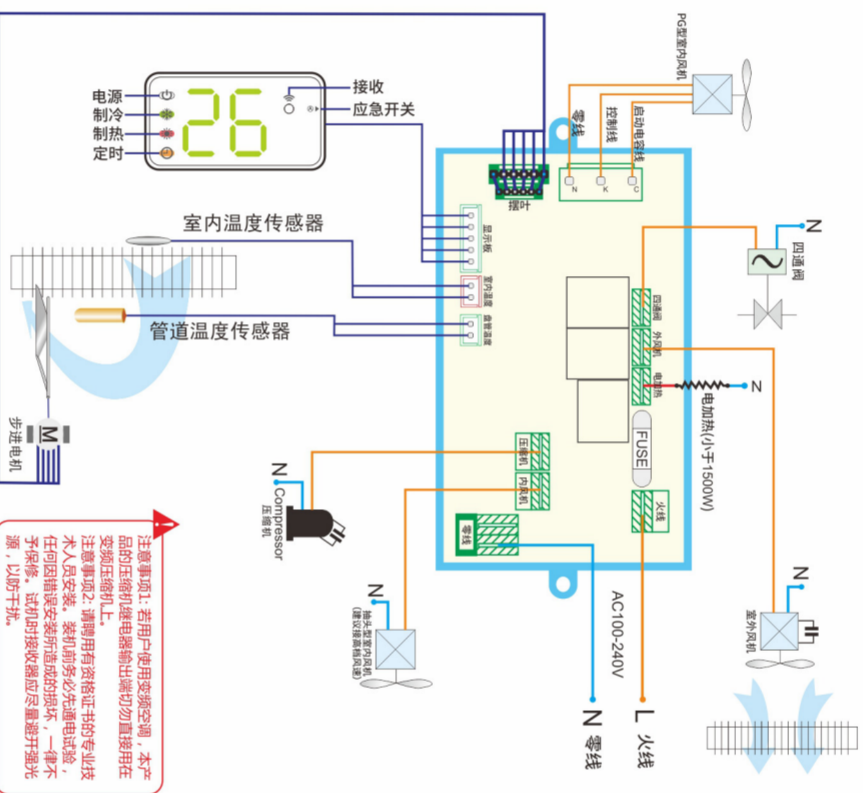 PG型室内风机
零线
控制线
启动电容线
N
K
C
接收
应急开关
电源
制冷
制热
定时
26
摆叶
显示板
室内温度
盘管温度
室内温度传感器
管道温度传感器
M
步进电机
N
四通阀
四通阀
外风机
电加热
N
电加热(小于1500W)
FUSE
压缩机
内风机
火线
零线
N
Compressor
压缩机
N
抽头型室内风机
(建议接高档风速)
N
室外风机
AC100-240V
L 火线
N 零线
注意事项1: 若用户使用变频空调，本产
品的压缩机继电器输出端切勿直接用在
变频压缩机上。
注意事项2: 请聘用有资格证书的专业技
术人员安装。装机前务必先通电试验，
任何因错误安装所造成的损坏，一律不
予保修。试机时接收器应尽量避开强光
源，以防干扰。